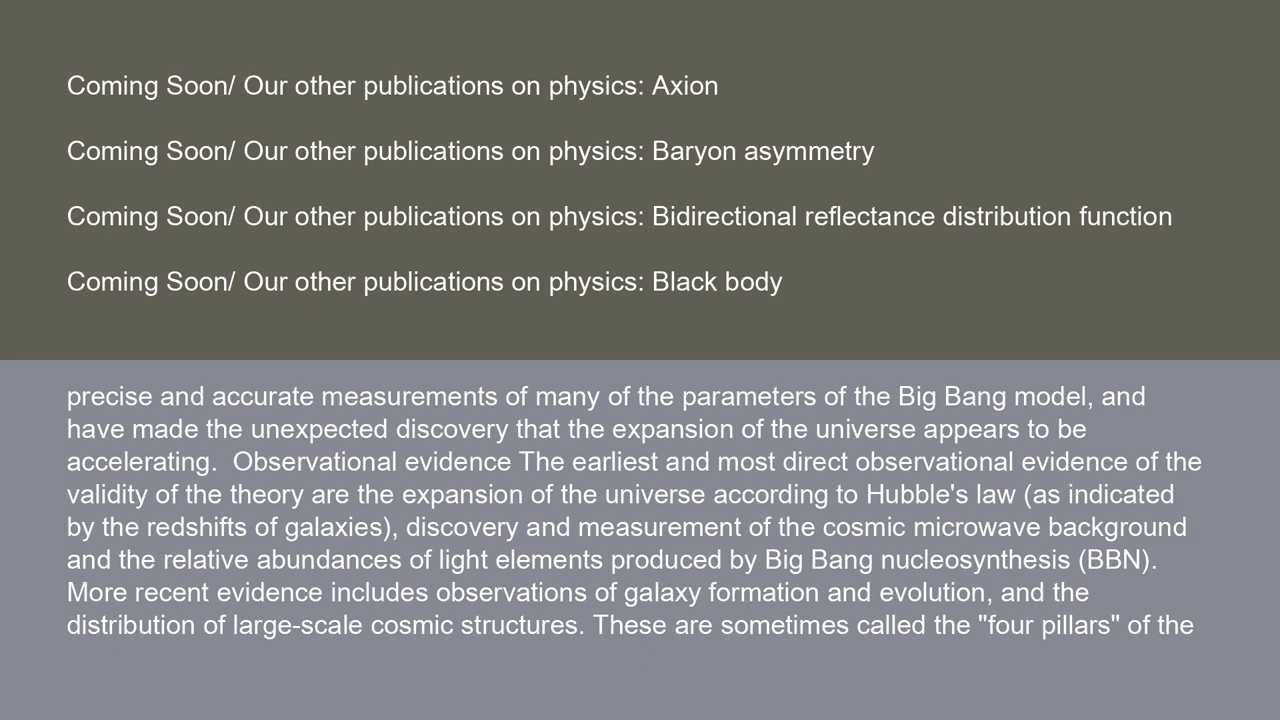 Coming Soon/ Our other publications on physics: Axion
Coming Soon/ Our other publications on physics: Baryon asymmetry
Coming Soon/ Our other publications on physics: Bidirectional reflectance distribution function
Coming Soon/ Our other publications on physics: Black body
precise and accurate measurements of many of the parameters of the Big Bang model, and
have made the unexpected discovery that the expansion of the universe appears to be
accelerating.  Observational evidence The earliest and most direct observational evidence of the
validity of the theory are the expansion of the universe according to Hubble's law (as indicated
by the redshifts of galaxies), discovery and measurement of the cosmic microwave background
and the relative abundances of light elements produced by Big Bang nucleosynthesis (BBN).
More recent evidence includes observations of galaxy formation and evolution, and the
distribution of large-scale cosmic structures. These are sometimes called the "four pillars" of the